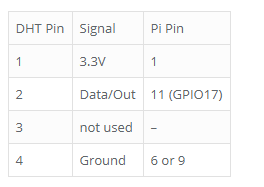 DHT Pin Signal Pi Pin
1 3.3V 1
2 Data/Out 11 (GPIO17)
3 not used –
4 Ground 6 or 9